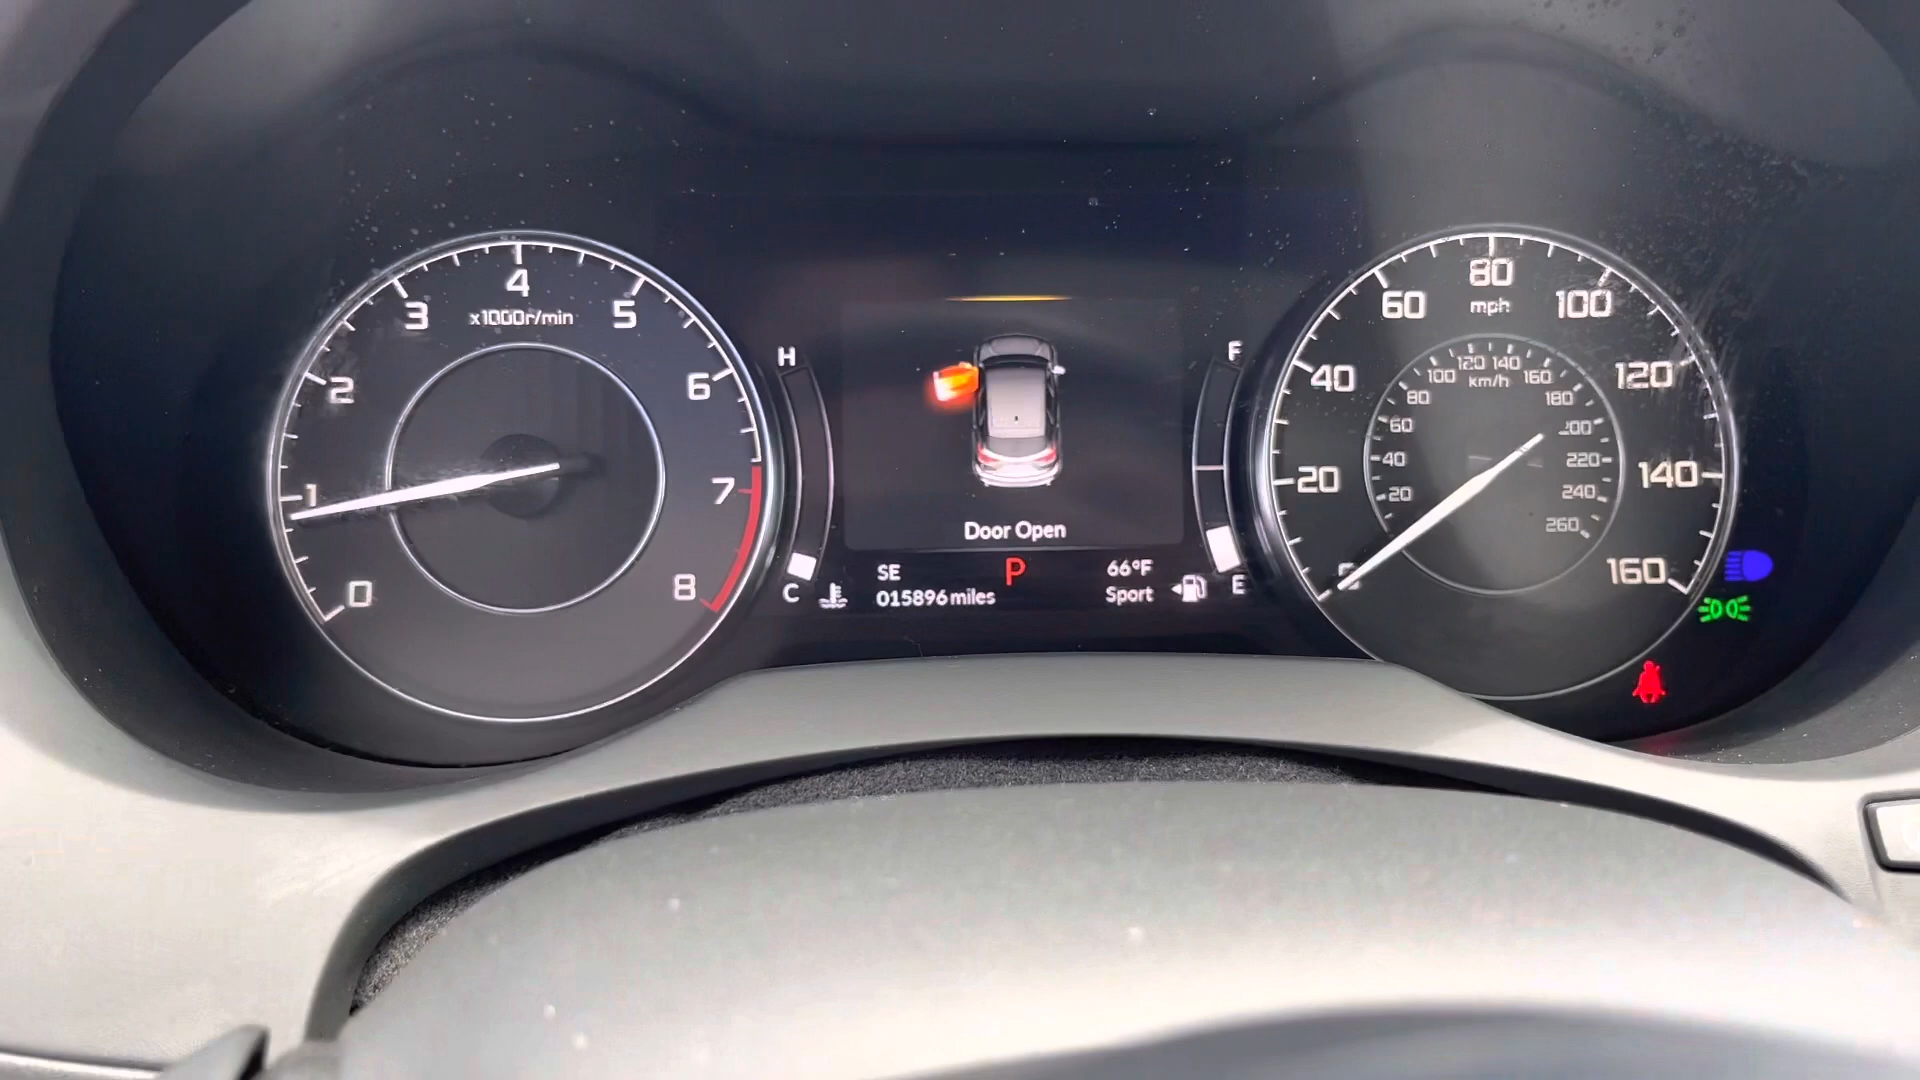 0
1
2
3
4
5
6
7
8
x1000r/min
H
C
Door Open
SE
P
66°F
015896 miles
Sport
F
E
20
40
60
80
100
120
140
160
mph
20
40
60
80
100
120
140
160
180
200
220
240
260
km/h